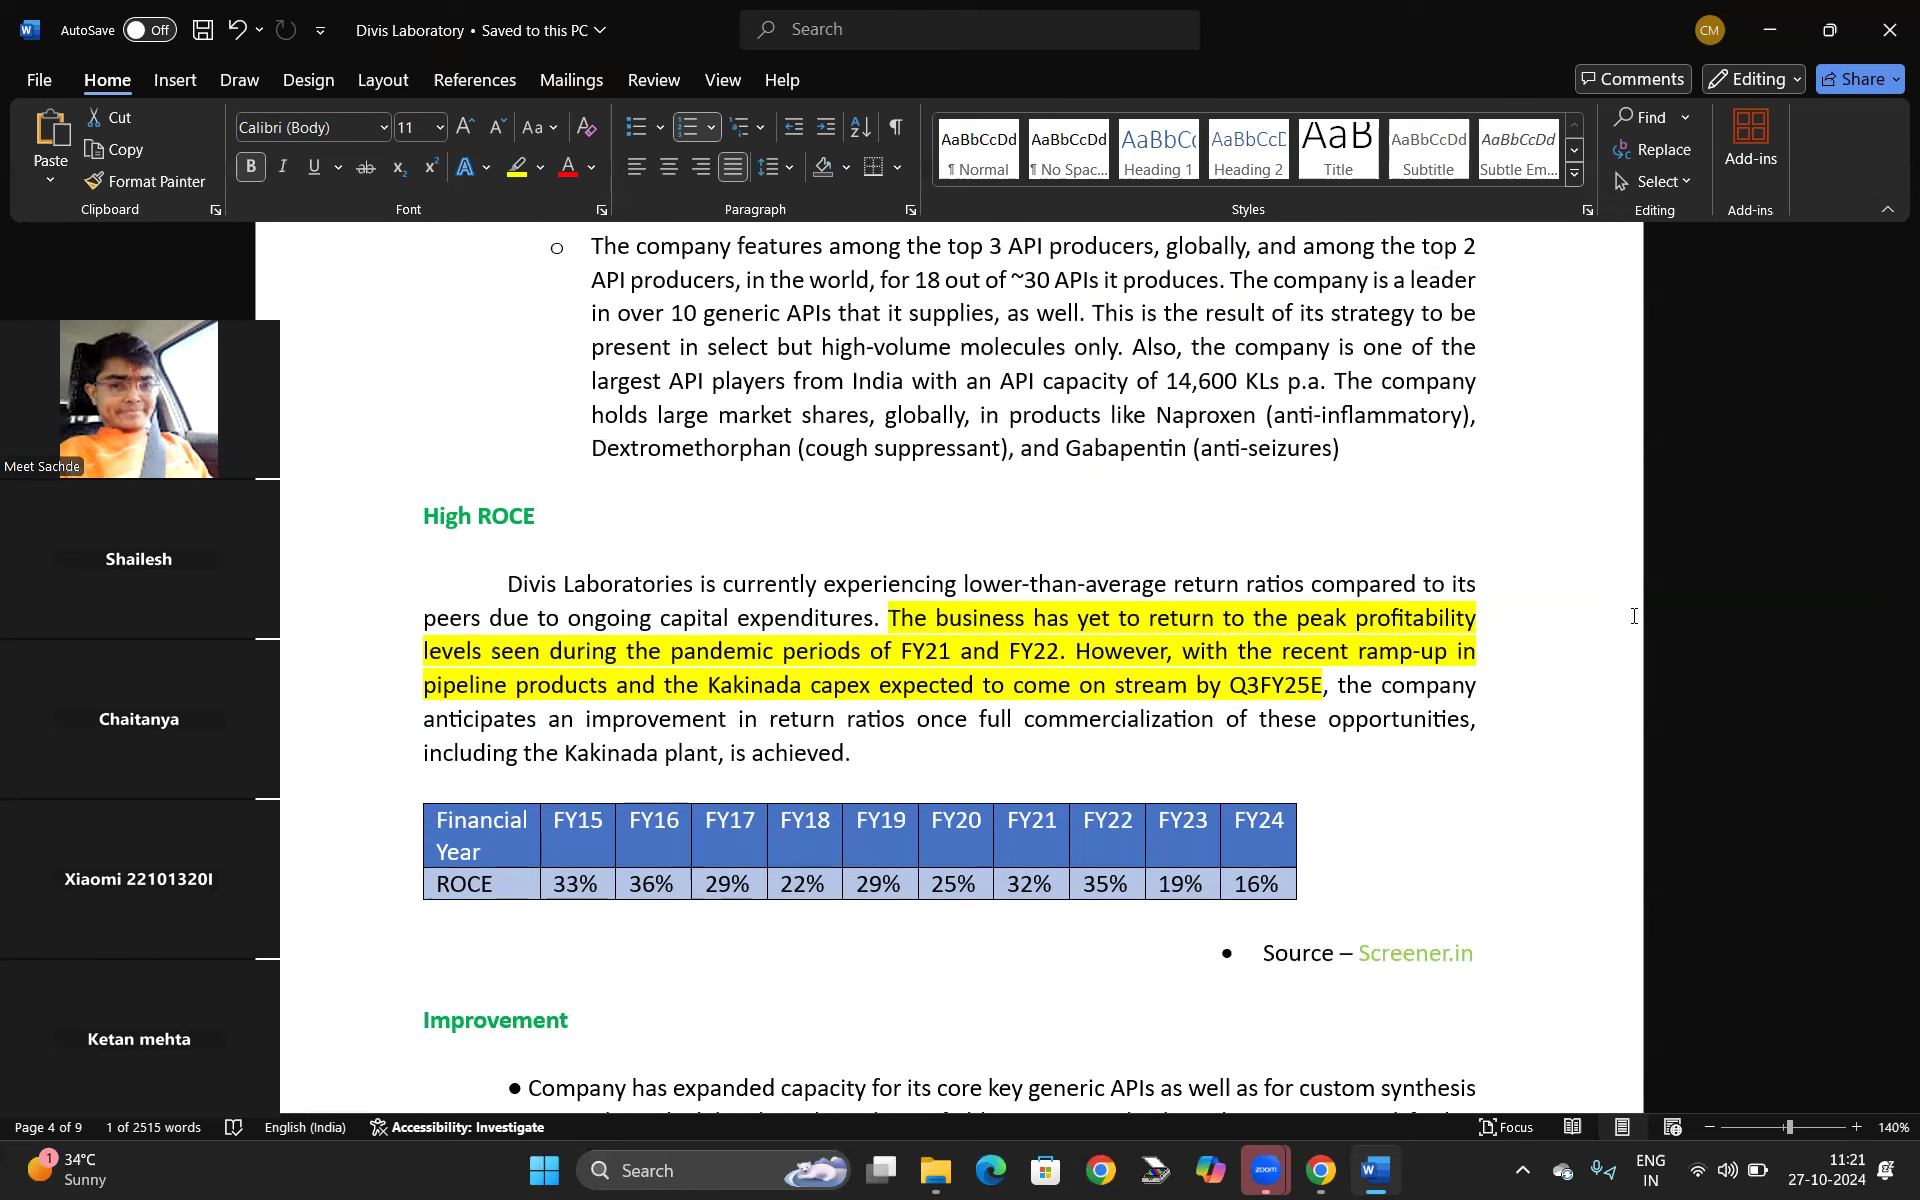 AutoSave Off Divis Laboratory • Saved to this PC Search CM
File Home Insert Draw Design Layout References Mailings Review View Help Comments Editing Share
Paste Cut
Copy
Format Painter
Calibri (Body) 11
AaBbCcDd AaBbCcDd AaBbCc AaBbCcD AaB AaBbCcDd AaBbCcDd
¶ Normal ¶ No Spac... Heading 1 Heading 2 Title Subtitle Subtle Em...
Find
Replace
Select
Add-ins
Clipboard Font Paragraph Styles Editing Add-ins
o The company features among the top 3 API producers, globally, and among the top 2
API producers, in the world, for 18 out of ~30 APIs it produces. The company is a leader
in over 10 generic APIs that it supplies, as well. This is the result of its strategy to be
present in select but high-volume molecules only. Also, the company is one of the
largest API players from India with an API capacity of 14,600 KLs p.a. The company
holds large market shares, globally, in products like Naproxen (anti-inflammatory),
Dextromethorphan (cough suppressant), and Gabapentin (anti-seizures)
High ROCE
Divis Laboratories is currently experiencing lower-than-average return ratios compared to its
peers due to ongoing capital expenditures. The business has yet to return to the peak profitability
levels seen during the pandemic periods of FY21 and FY22. However, with the recent ramp-up in
pipeline products and the Kakinada capex expected to come on stream by Q3FY25E, the company
anticipates an improvement in return ratios once full commercialization of these opportunities,
including the Kakinada plant, is achieved.
Financial Year FY15 FY16 FY17 FY18 FY19 FY20 FY21 FY22 FY23 FY24
ROCE 33% 36% 29% 22% 29% 25% 32% 35% 19% 16%
• Source – Screener.in
Improvement
• Company has expanded capacity for its core key generic APIs as well as for custom synthesis
Meet Sachde
Shailesh
Chaitanya
Xiaomi 22101320I
Ketan mehta
Page 4 of 9 1 of 2515 words English (India) Accessibility: Investigate Focus 140%
1 34°C
Sunny
Search
zoom
ENG
IN
11:21
27-10-2024